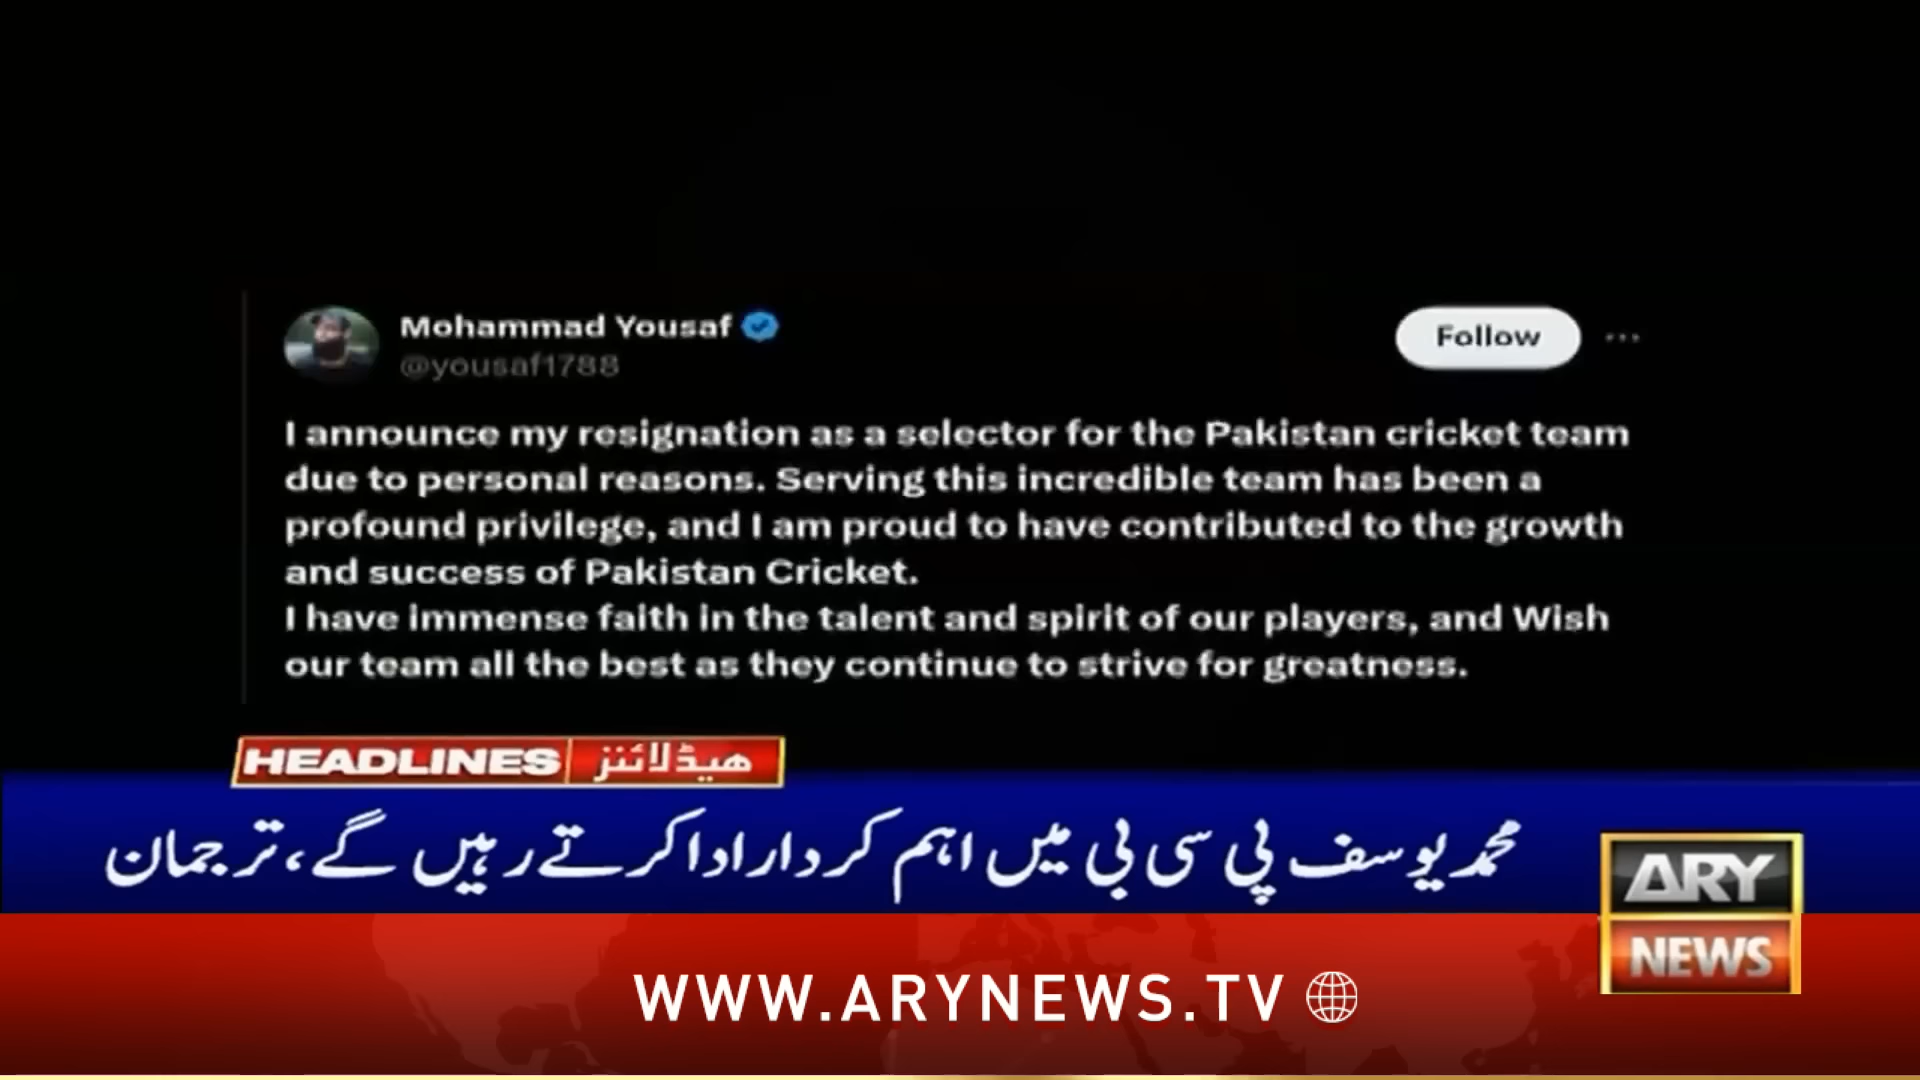 Mohammad Yousaf
@yousaf1788
Follow
I announce my resignation as a selector for the Pakistan cricket team
due to personal reasons. Serving this incredible team has been a
profound privilege, and I am proud to have contributed to the growth
and success of Pakistan Cricket.
I have immense faith in the talent and spirit of our players, and Wish
our team all the best as they continue to strive for greatness.
HEADLINES ہیڈلائنز
محمد یوسف پی سی بی میں اہم کردار ادا کرتے رہیں گے، ترجمان
ARY
NEWS
WWW.ARYNEWS.TV